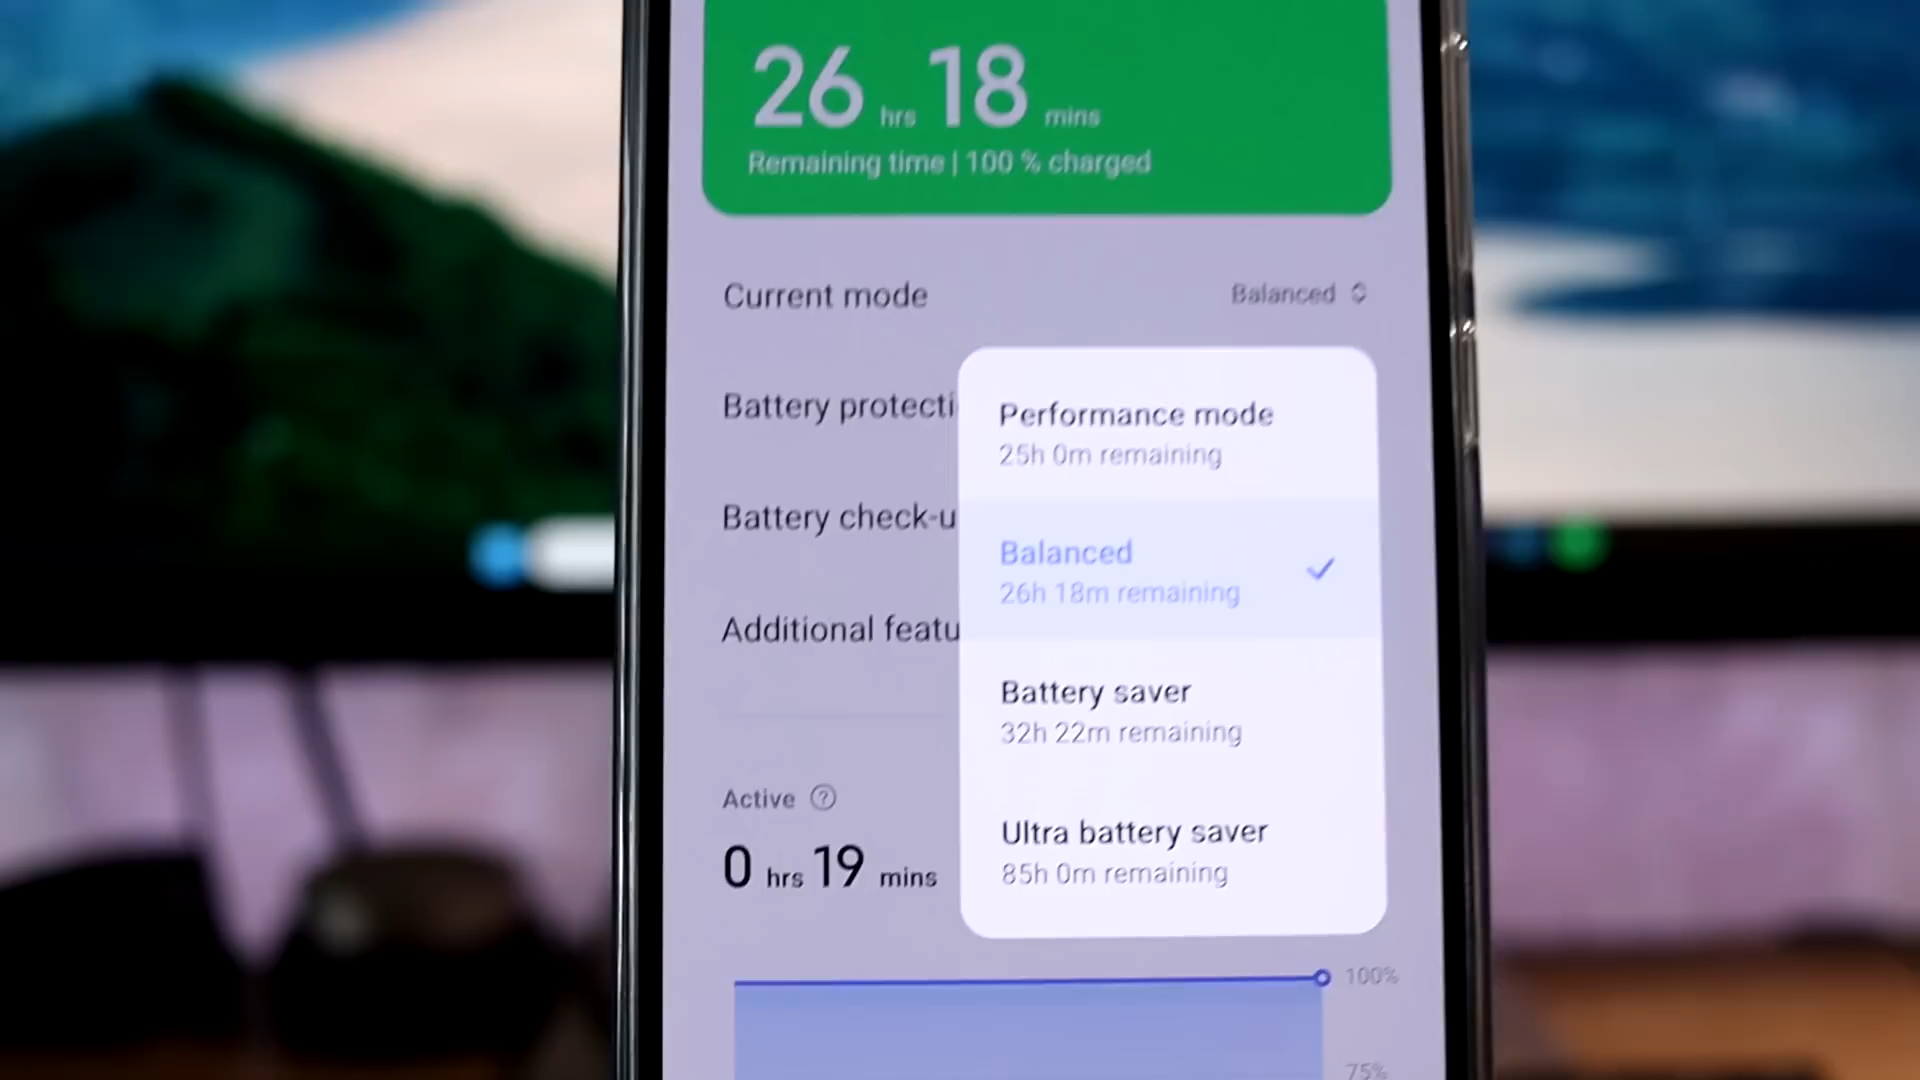 26 hrs 18 mins
Remaining time | 100 % charged
Current mode
Balanced
Battery protecti
Battery check-u
Additional featu
Performance mode
25h 0m remaining
Balanced
26h 18m remaining
Battery saver
32h 22m remaining
Ultra battery saver
85h 0m remaining
Active ?
0 hrs 19 mins
100%
75%